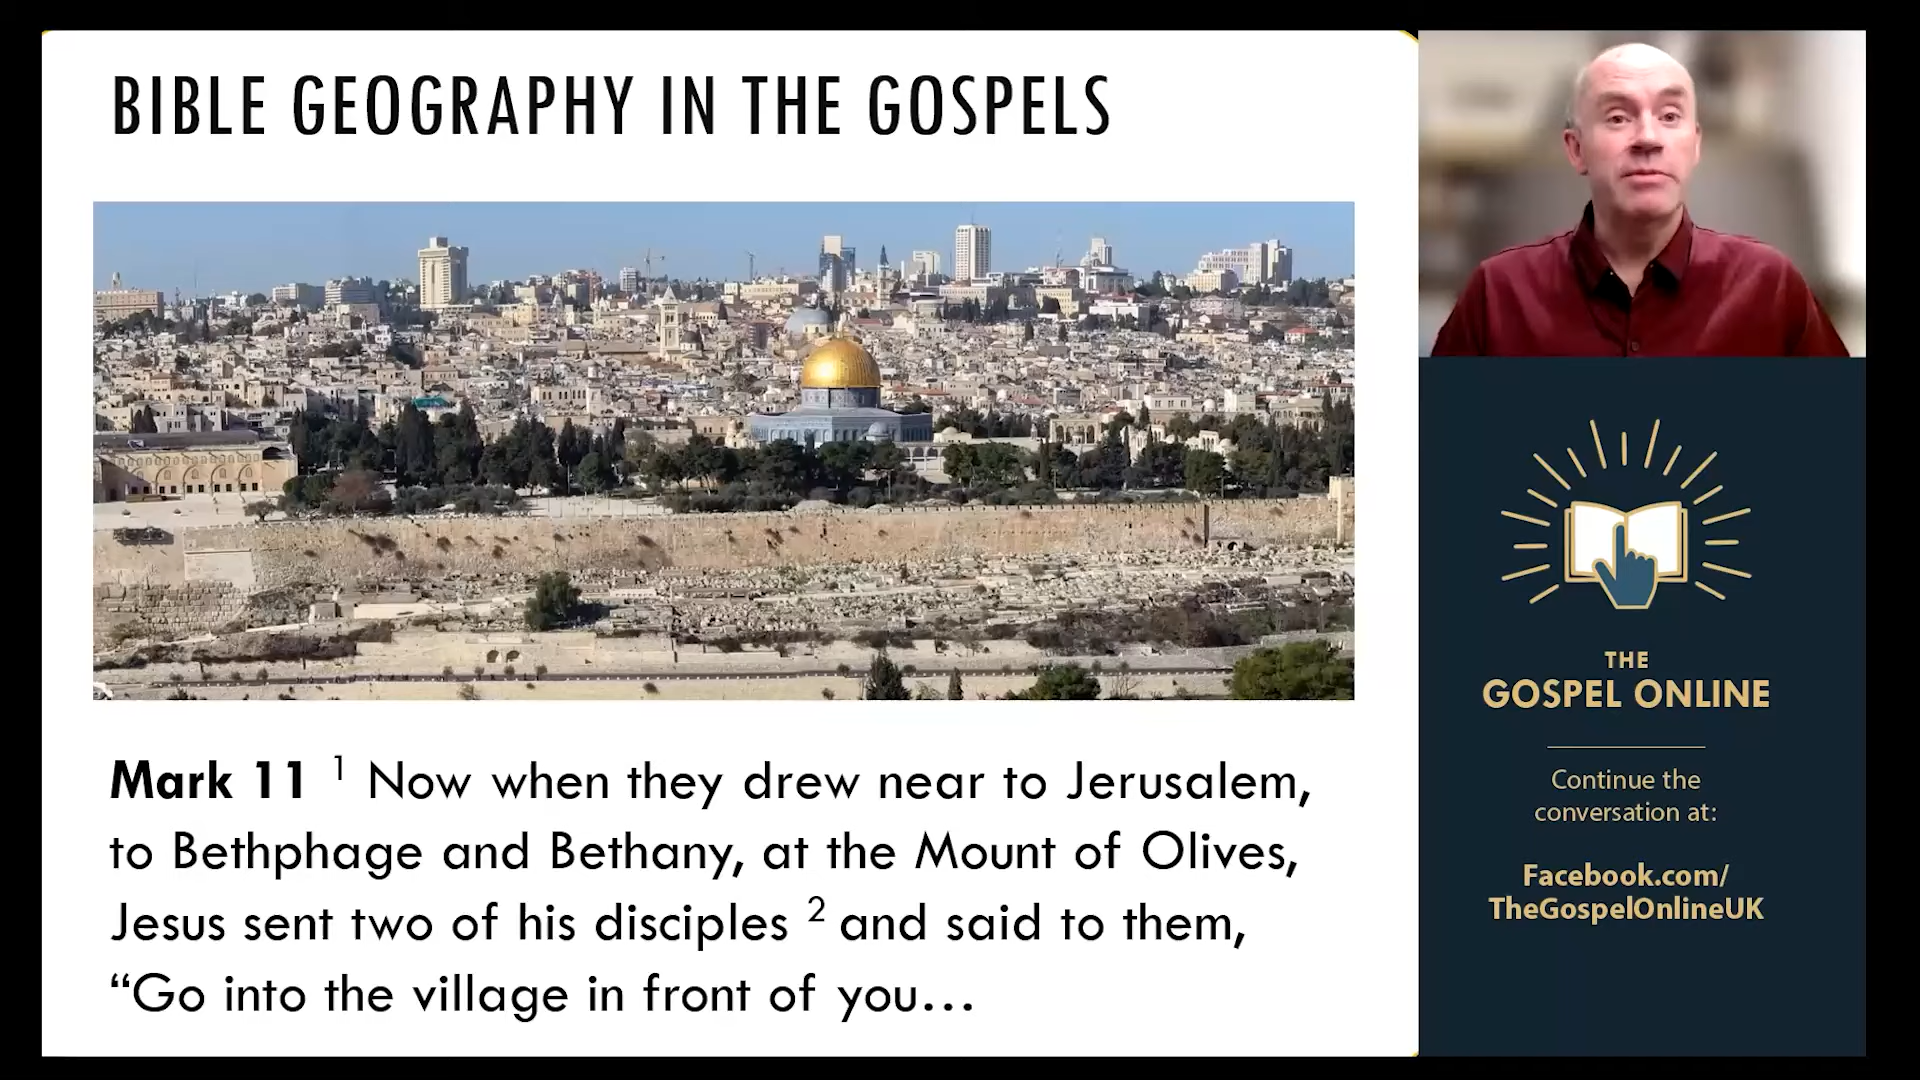 BIBLE GEOGRAPHY IN THE GOSPELS
Mark 11 1 Now when they drew near to Jerusalem,
to Bethphage and Bethany, at the Mount of Olives,
Jesus sent two of his disciples 2 and said to them,
“Go into the village in front of you…
THE
GOSPEL ONLINE
Continue the
conversation at:
Facebook.com/
TheGospelOnlineUK